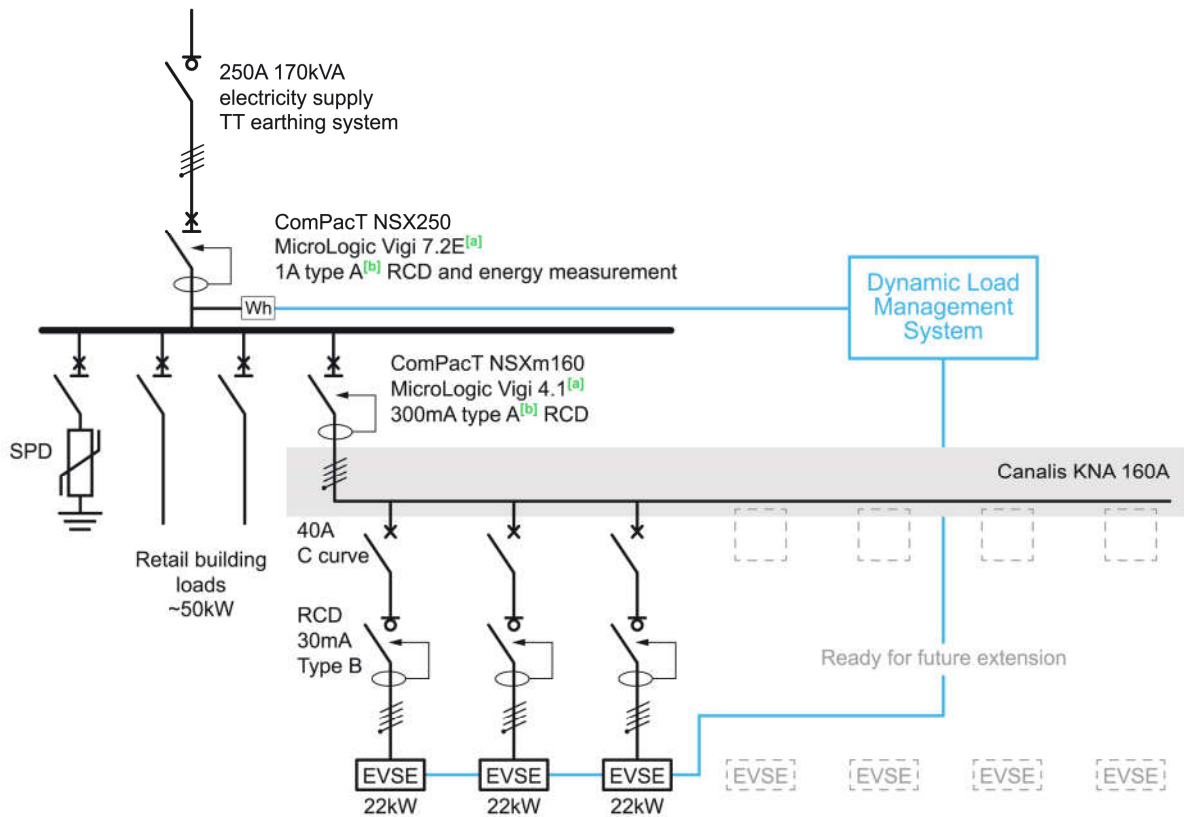 250A 170kVA
electricity supply
TT earthing system
ComPacT NSX250
MicroLogic Vigi 7.2E[a]
1A type A[b] RCD and energy measurement
Wh
Dynamic Load
Management
System
ComPacT NSXm160
MicroLogic Vigi 4.1[a]
300mA type A[b] RCD
SPD
Canalis KNA 160A
40A
C curve
Retail building
loads
~50kW
RCD
30mA
Type B
Ready for future extension
EVSE
EVSE
EVSE
EVSE
EVSE
EVSE
EVSE
22kW
22kW
22kW